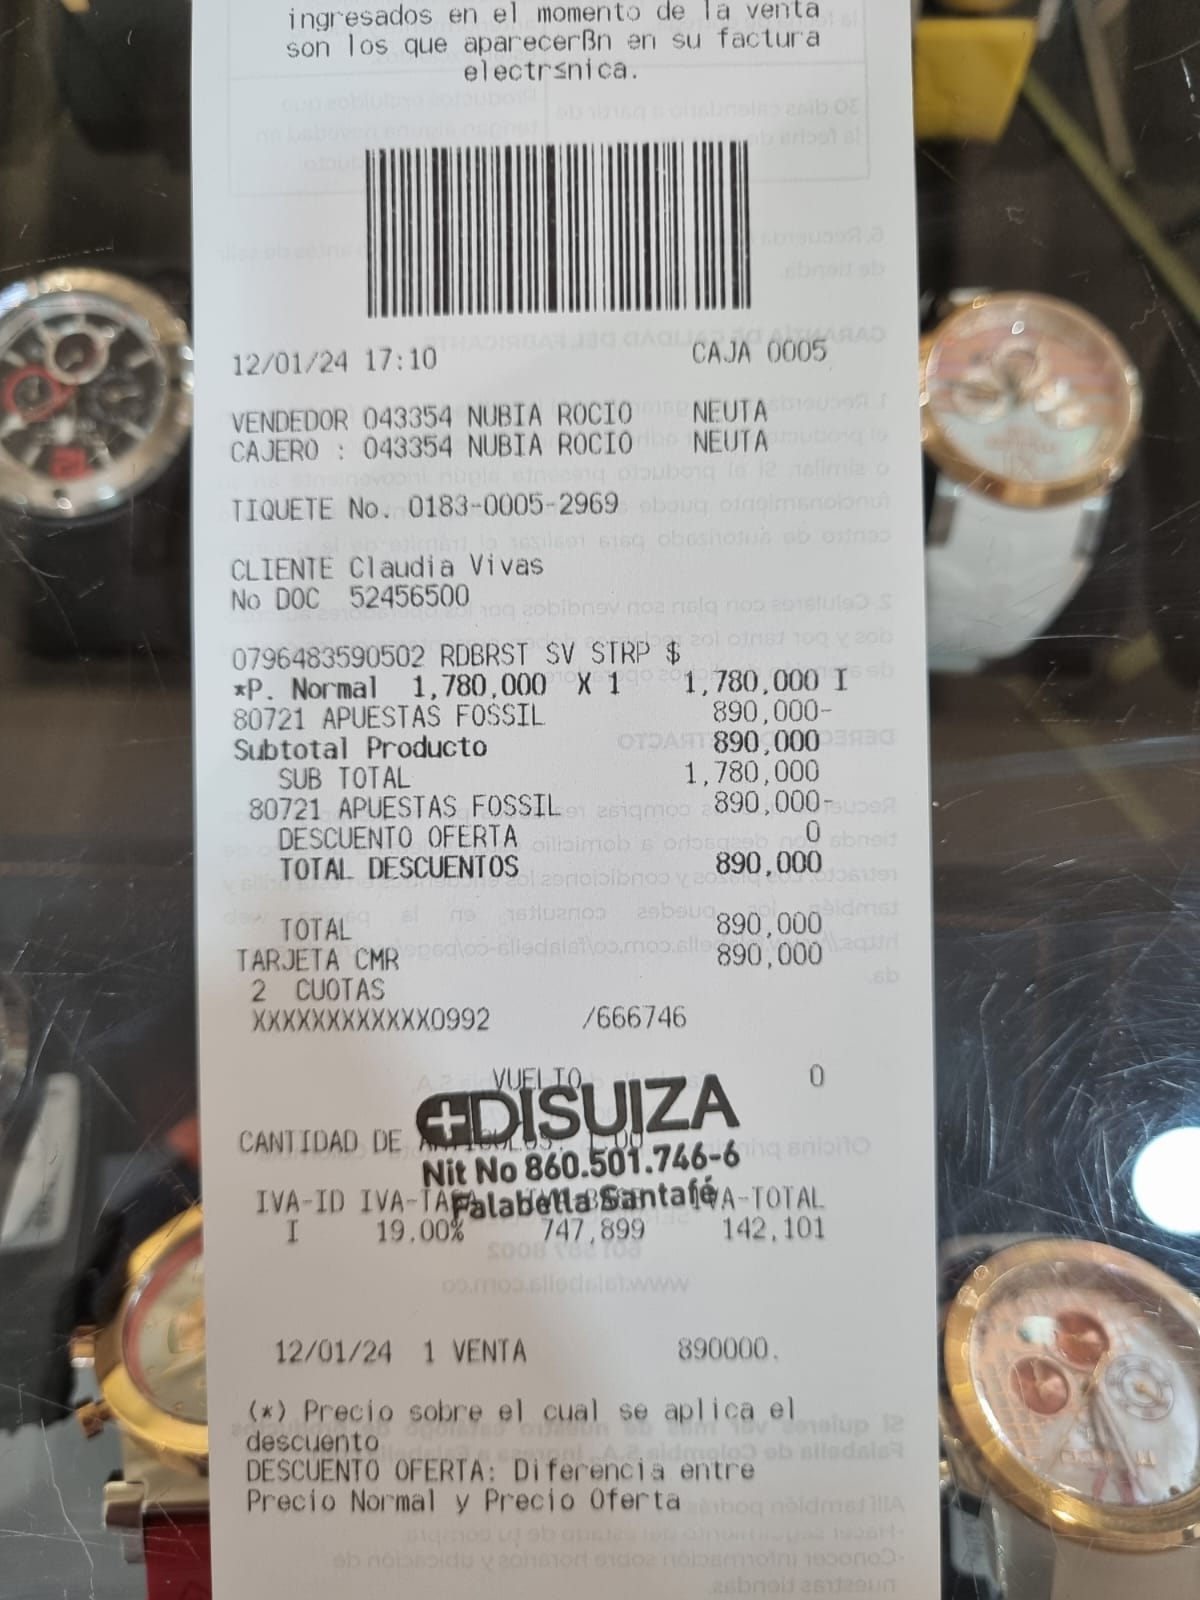 ingresados en el momento de la venta
son los que aparecerßn en su factura
electr≤nica.
12/01/24 17:10 CAJA 0005
VENDEDOR 043354 NUBIA ROCIO NEUTA
CAJERO : 043354 NUBIA ROCIO NEUTA
TIQUETE No. 0183-0005-2969
CLIENTE Claudia Vivas
No DOC 52456500
0796483590502 RDBRST SV STRP $
*P. Normal 1,780,000 X 1 1,780,000 I
80721 APUESTAS FOSSIL 890,000-
Subtotal Producto 890,000
SUB TOTAL 1,780,000
80721 APUESTAS FOSSIL 890,000-
DESCUENTO OFERTA 0
TOTAL DESCUENTOS 890,000
TOTAL 890,000
TARJETA CMR 890,000
2 CUOTAS
XXXXXXXXXXXX0992 /666746
VUELTO 0
DISUIZA
CANTIDAD DE
Nit No 860.501.746-6
Falabella Santafé
IVA-ID IVA-TASA IVA-TOTAL
I 19.00% 747,899 142,101
12/01/24 1 VENTA 890000.
(*) Precio sobre el cual se aplica el
descuento
DESCUENTO OFERTA: Diferencia entre
Precio Normal y Precio Oferta